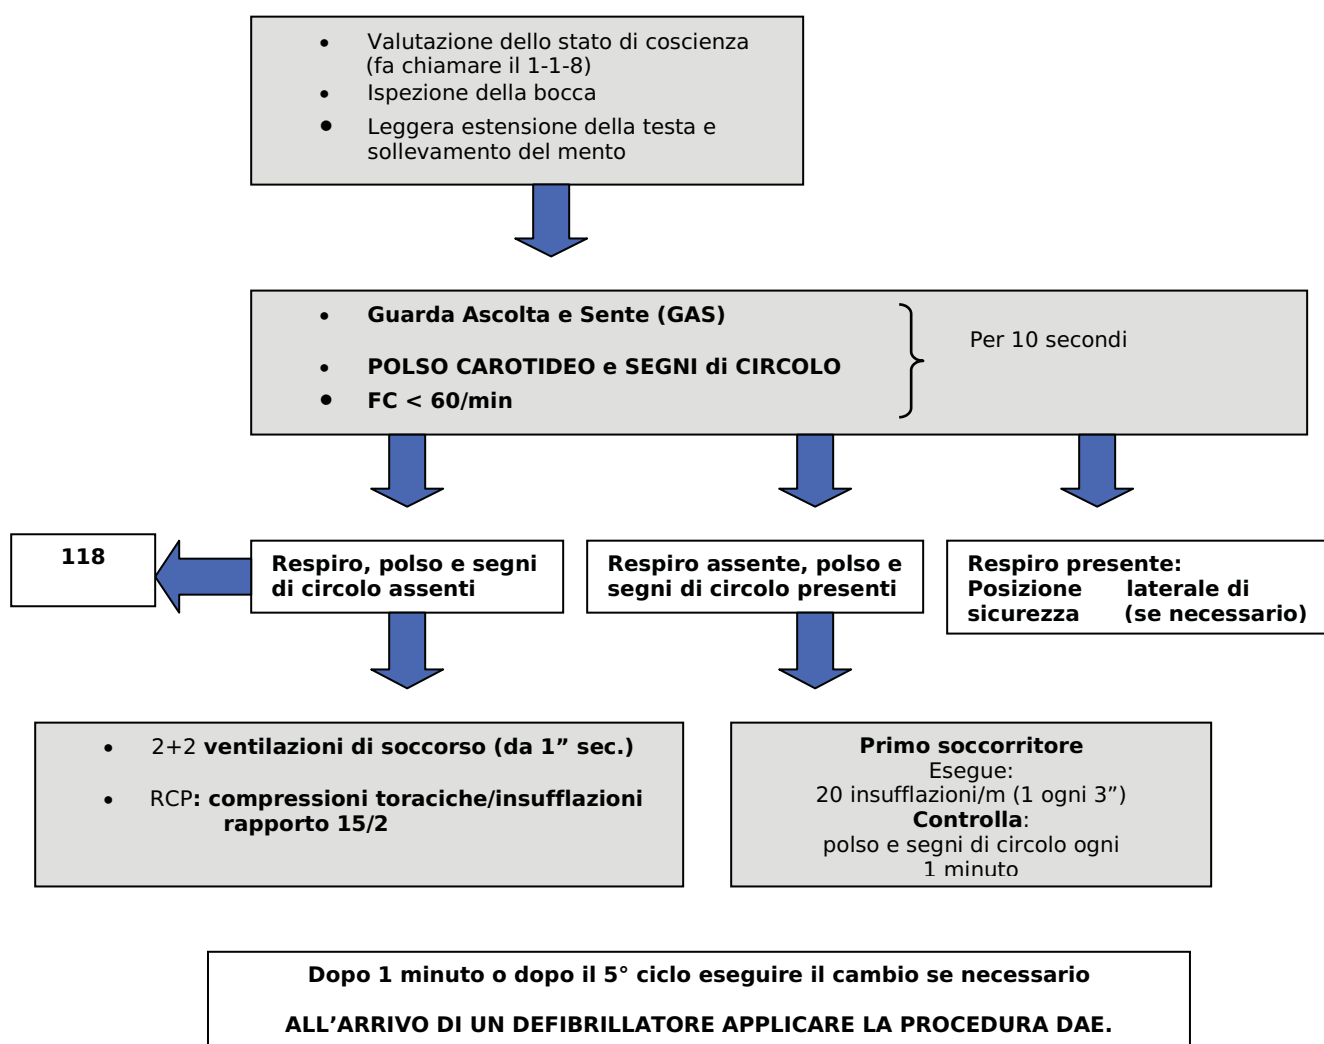 • Valutazione dello stato di coscienza
(fa chiamare il 1-1-8)
• Ispezione della bocca
• Leggera estensione della testa e
sollevamento del mento
• Guarda Ascolta e Sente (GAS)
• POLSO CAROTIDEO e SEGNI di CIRCOLO
• FC < 60/min
Per 10 secondi
118
Respiro, polso e segni
di circolo assenti
Respiro assente, polso e
segni di circolo presenti
Respiro presente:
Posizione laterale di
sicurezza (se necessario)
• 2+2 ventilazioni di soccorso (da 1” sec.)
• RCP: compressioni toraciche/insufflazioni
rapporto 15/2
Primo soccorritore
Esegue:
20 insufflazioni/m (1 ogni 3”)
Controlla:
polso e segni di circolo ogni
1 minuto
Dopo 1 minuto o dopo il 5° ciclo eseguire il cambio se necessario
ALL’ARRIVO DI UN DEFIBRILLATORE APPLICARE LA PROCEDURA DAE.